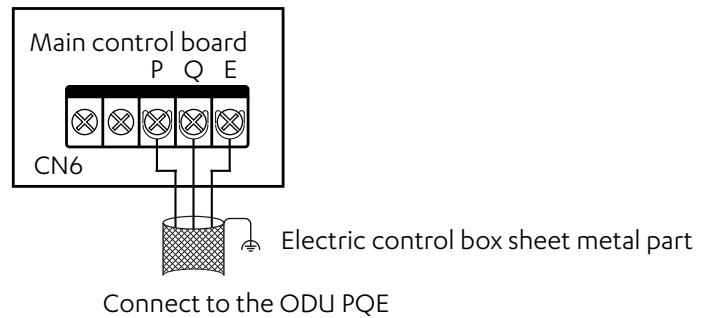 Main control board
P Q E
CN6
Electric control box sheet metal part
Connect to the ODU PQE